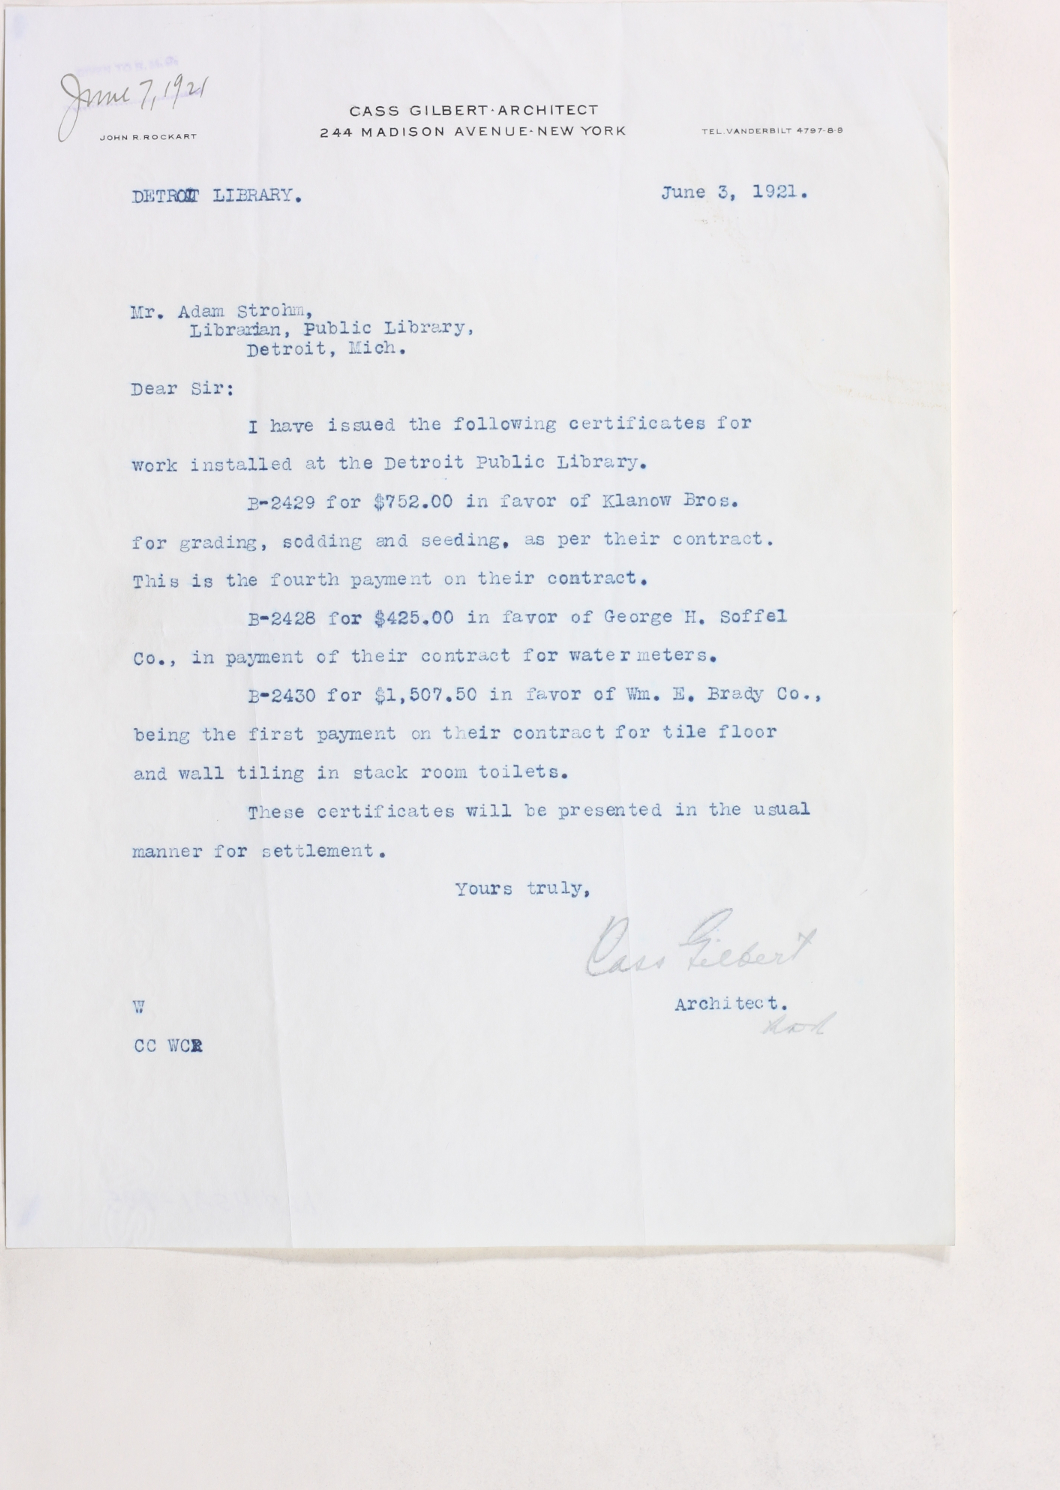 June 7, 1921
CASS GILBERT·ARCHITECT
244 MADISON AVENUE·NEW YORK
JOHN R. ROCKART
TEL. VANDERBILT 4797-8-9
DETROIT LIBRARY.
June 3, 1921.
Mr. Adam Strohm,
Librarian, Public Library,
Detroit, Mich.
Dear Sir:
I have issued the following certificates for
work installed at the Detroit Public Library.
B-2429 for $752.00 in favor of Klanow Bros.
for grading, sodding and seeding, as per their contract.
This is the fourth payment on their contract.
B-2428 for $425.00 in favor of George H. Soffel
Co., in payment of their contract for water meters.
B-2430 for $1,507.50 in favor of Wm. E. Brady Co.,
being the first payment on their contract for tile floor
and wall tiling in stack room toilets.
These certificates will be presented in the usual
manner for settlement.
Yours truly,
Cass Gilbert
Architect.
W
CC WCR